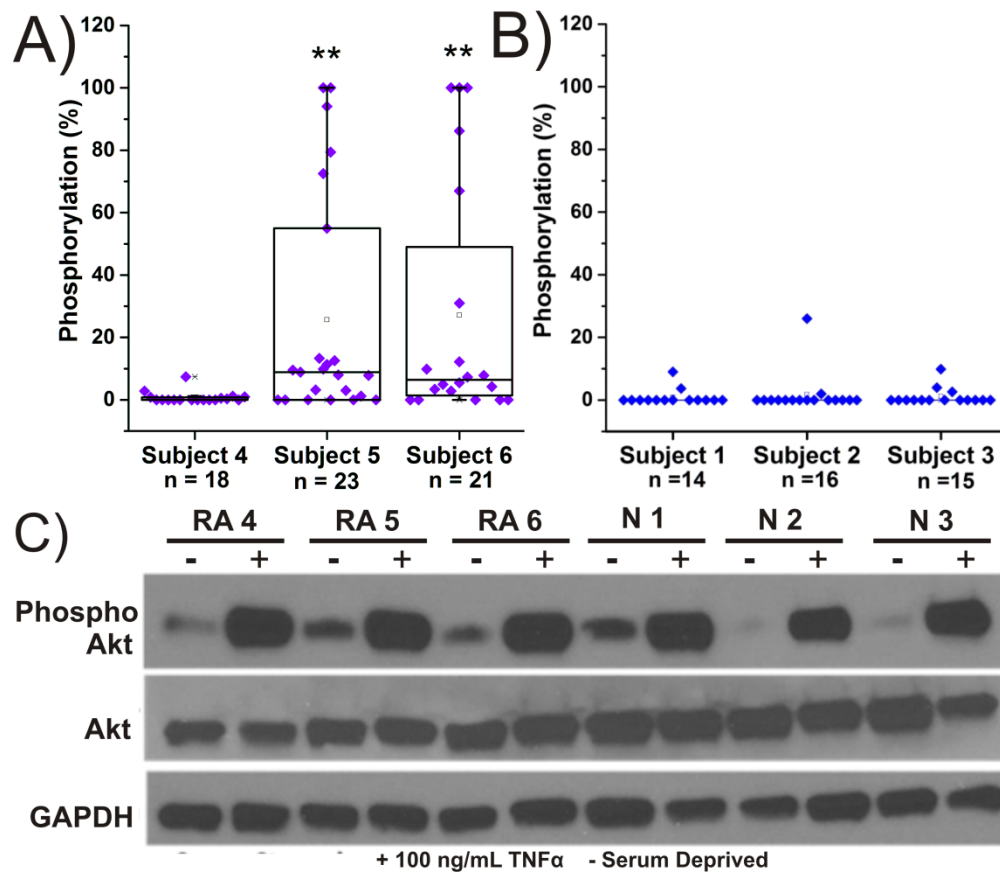 A)
Phosphorylation (%)
120
100
80
60
40
20
0
**
**
Subject 4
n = 18
Subject 5
n = 23
Subject 6
n = 21
B)
Phosphorylation (%)
120
100
80
60
40
20
0
Subject 1
n =14
Subject 2
n =16
Subject 3
n =15
C)
RA 4 RA 5 RA 6 N 1 N 2 N 3
- + - + - + - + - + - +
Phospho
Akt
Akt
GAPDH
+ 100 ng/mL TNFα - Serum Deprived